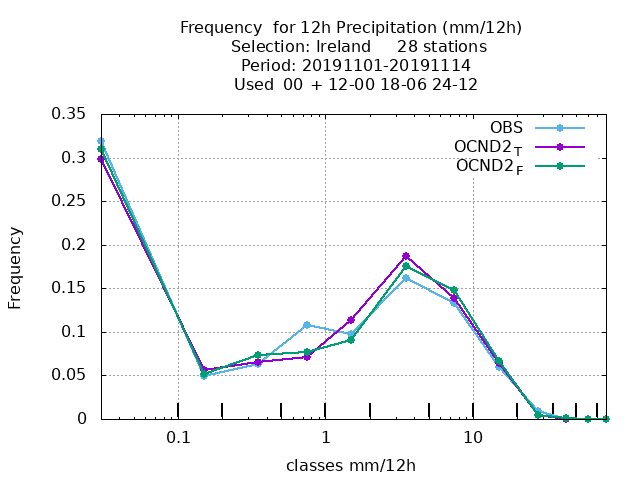 Frequency  for 12h Precipitation (mm/12h)
Selection: Ireland     28 stations
Period: 20191101-20191114
Used  00  + 12-00 18-06 24-12
OBS
OCND2T
OCND2F
0.35
0.3
0.25
0.2
0.15
0.1
0.05
0
Frequency
0.1 1 10
classes mm/12h